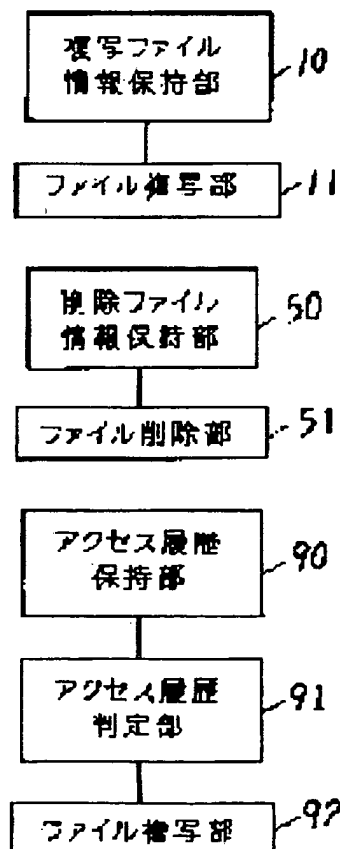 複写ファイル
情報保持部
10
ファイル複写部
11
削除ファイル
情報保持部
50
ファイル削除部
51
アクセス履歴
保持部
90
アクセス履歴
判定部
91
ファイル複写部
92